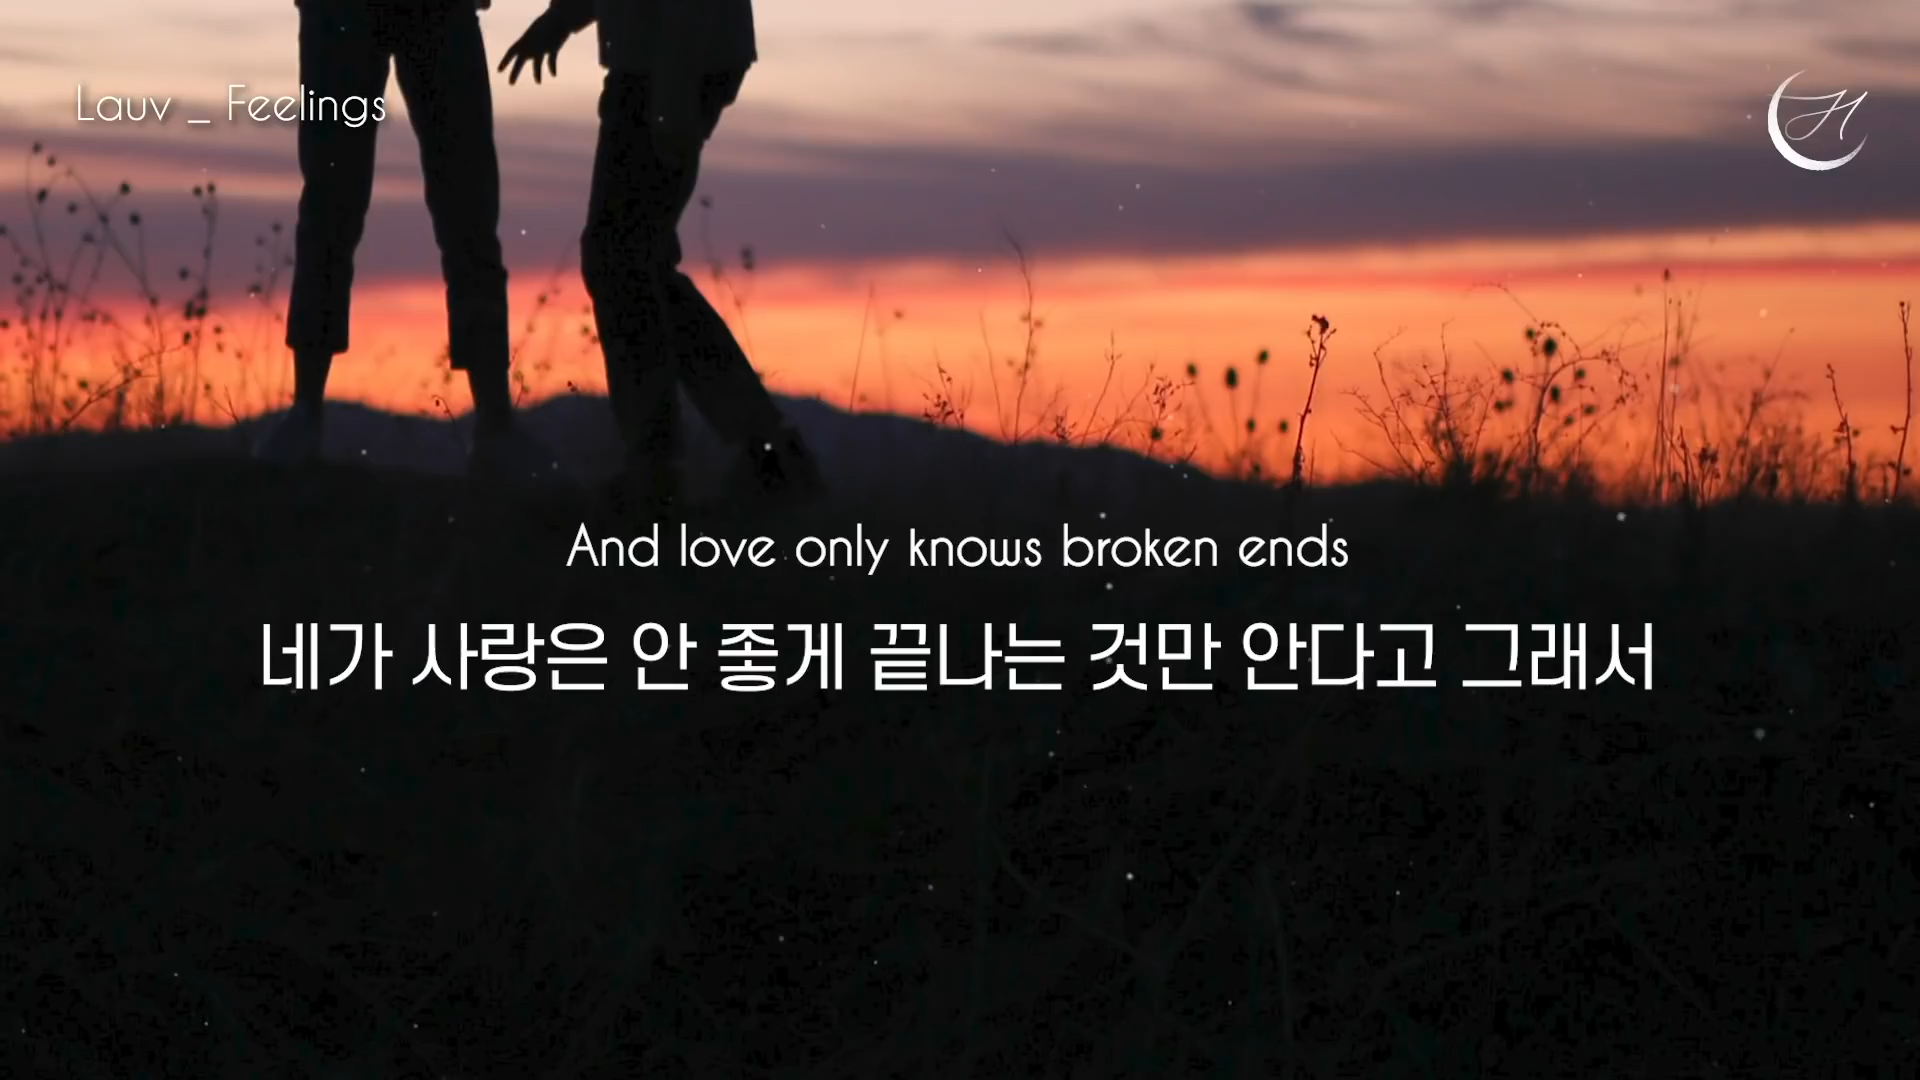 Lauv _ Feelings
And love only knows broken ends
네가 사랑은 안 좋게 끝나는 것만 안다고 그래서